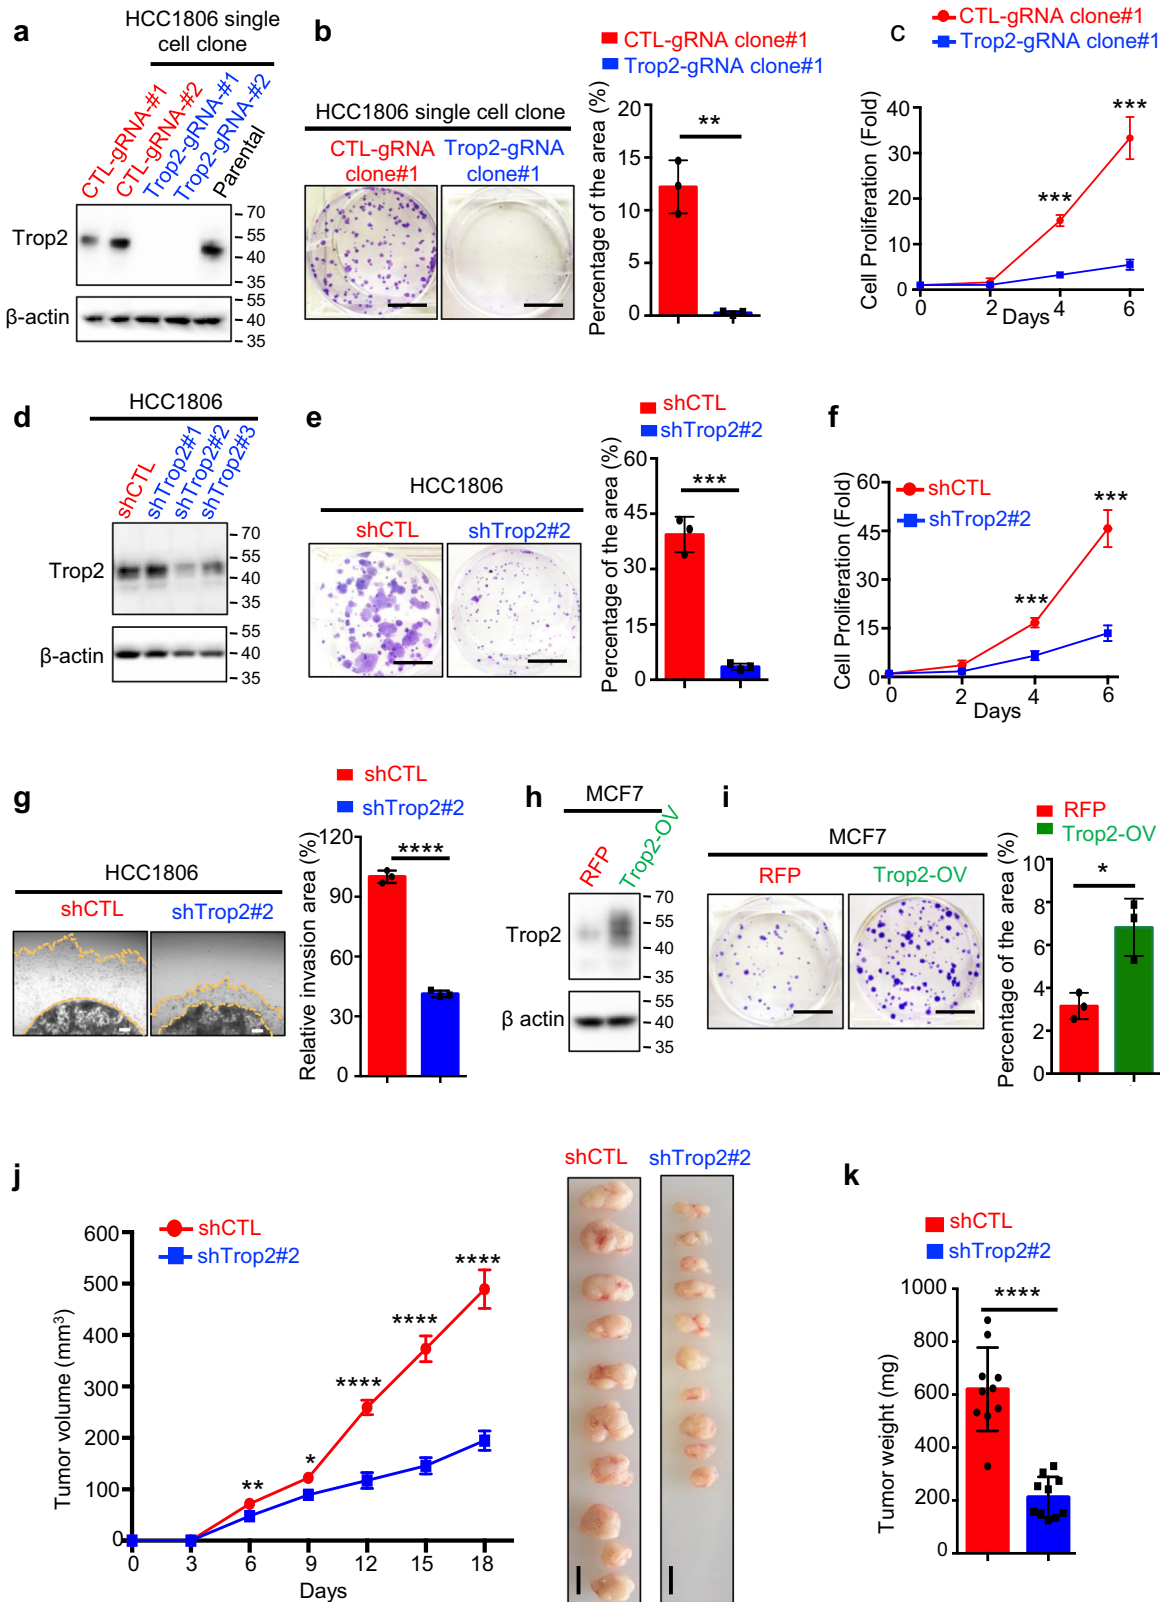 a
HCC1806 single
cell clone
CTL-gRNA-#1
CTL-gRNA-#2
Trop2-gRNA-#1
Trop2-gRNA-#2
Parental
Trop2
70
55
40
35
β-actin
55
40
35
b
CTL-gRNA clone#1
Trop2-gRNA clone#1
HCC1806 single cell clone
CTL-gRNA
clone#1
Trop2-gRNA
clone#1
Percentage of the area (%)
20
15
10
5
0
**
c
CTL-gRNA clone#1
Trop2-gRNA clone#1
Cell Proliferation (Fold)
40
30
20
10
0
***
***
0
2
4
6
Days
d
HCC1806
shCTL
shTrop2#1
shTrop2#2
shTrop2#3
Trop2
70
55
40
35
β-actin
55
40
35
e
shCTL
shTrop2#2
HCC1806
shCTL
shTrop2#2
Percentage of the area (%)
60
45
30
15
0
***
f
shCTL
shTrop2#2
Cell Proliferation (Fold)
60
45
30
15
0
***
***
0
2
4
6
Days
g
shCTL
shTrop2#2
HCC1806
shCTL
shTrop2#2
Relative invasion area (%)
120
90
60
30
0
****
h
MCF7
RFP
Trop2-OV
Trop2
70
55
40
35
β actin
55
40
35
i
RFP
Trop2-OV
MCF7
RFP
Trop2-OV
Percentage of the area (%)
8
6
4
2
0
*
j
shCTL
shTrop2#2
Tumor volume (mm³)
600
500
400
300
200
100
0
**
*
****
****
****
0
3
6
9
12
15
18
Days
shCTL
shTrop2#2
k
shCTL
shTrop2#2
Tumor weight (mg)
1000
800
600
400
200
0
****